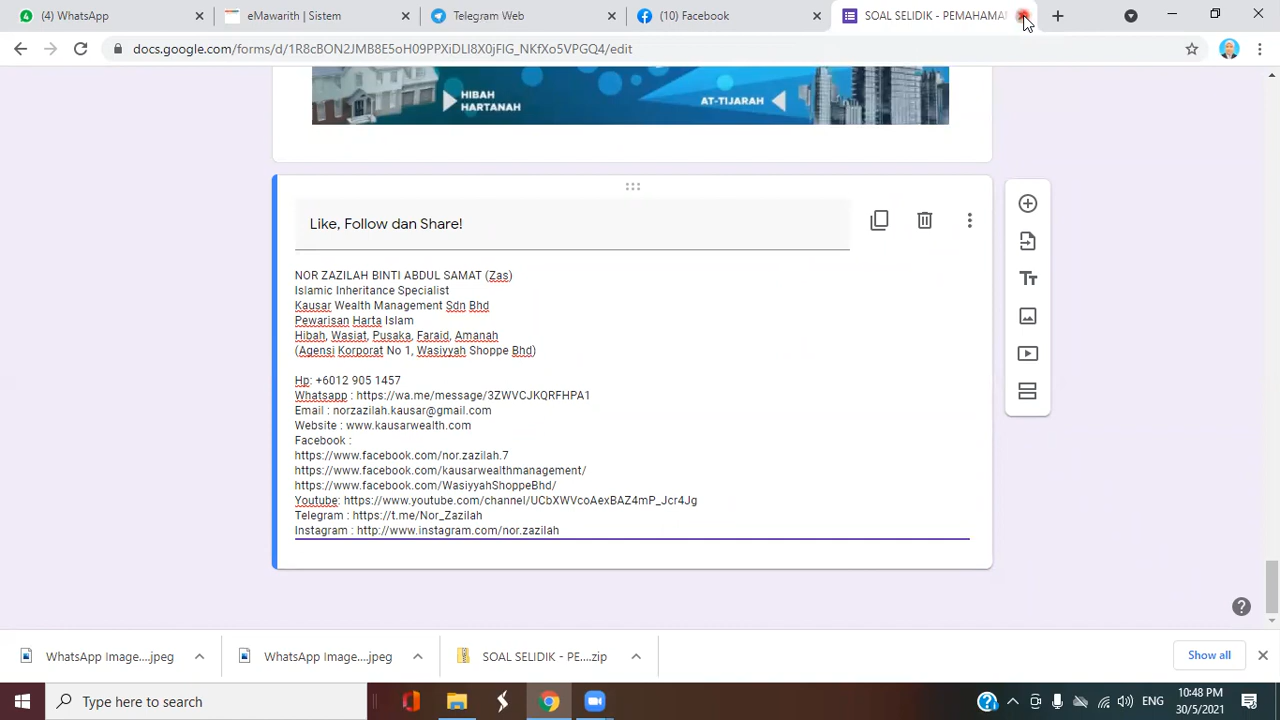 (4) WhatsApp
eMawarith | Sistem
Telegram Web
(10) Facebook
SOAL SELIDIK - PEMAHAMA
docs.google.com/forms/d/1R8cBON2JMB8E5oH09PPXiDLI8X0jFIG_NKfXo5VPGQ4/edit
HIBAH
HARTANAH
AT-TIJARAH
Like, Follow dan Share!
NOR ZAZILAH BINTI ABDUL SAMAT (Zas)
Islamic Inheritance Specialist
Kausar Wealth Management Sdn Bhd
Pewarisan Harta Islam
Hibah, Wasiat, Pusaka, Faraid, Amanah
(Agensi Korporat No 1, Wasiyyah Shoppe Bhd)
Hp: +6012 905 1457
Whatsapp : https://wa.me/message/3ZWVCJKQRFHPA1
Email : norzazilah.kausar@gmail.com
Website : www.kausarwealth.com
Facebook :
https://www.facebook.com/nor.zazilah.7
https://www.facebook.com/kausarwealthmanagement/
https://www.facebook.com/WasiyyahShoppeBhd/
Youtube: https://www.youtube.com/channel/UCbXWVcoAexBAZ4mP_Jcr4Jg
Telegram : https://t.me/Nor_Zazilah
Instagram : http://www.instagram.com/nor.zazilah
WhatsApp Image....jpeg
WhatsApp Image....jpeg
SOAL SELIDIK - PE....zip
Show all
Type here to search
ENG
10:48 PM
30/5/2021